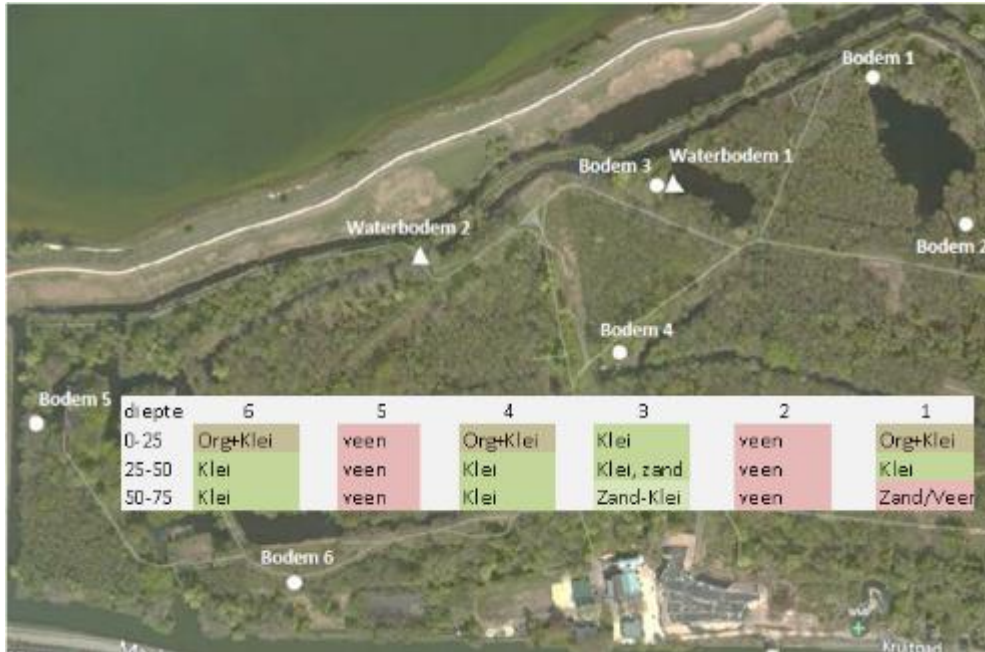 Bodem 1
Bodem 3
Waterbodem 1
Waterbodem 2
Bodem 2
Bodem 4
Bodem 5
diepte 6 5 4 3 2 1
0-25 Org+Klei veen Org+Klei Klei veen Org+Klei
25-50 Klei veen Klei Klei, zand veen Klei
50-75 Klei veen Klei Zand-Klei veen Zand/Veen
Bodem 6
Kruitpad